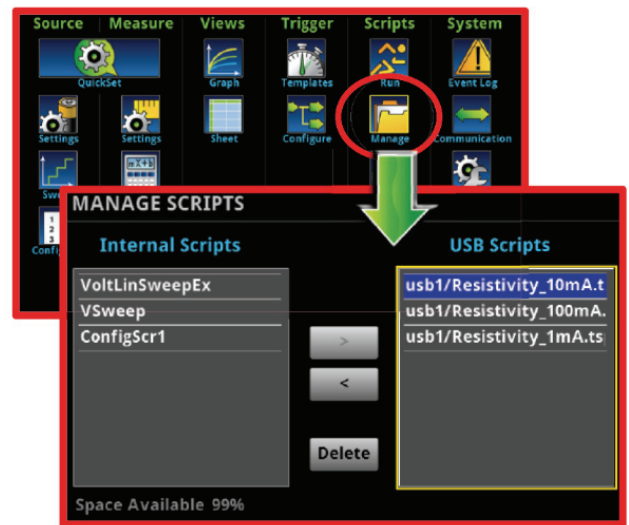 Source Measure Views Trigger Scripts System
QuickSet Graph Templates Run Event Log
Settings Settings Sheet Configure Manage Communication
MANAGE SCRIPTS
Internal Scripts USB Scripts
VoltLinSweepEx usb1/Resistivity_10mA.t
VSweep usb1/Resistivity_100mA.
ConfigScr1 usb1/Resistivity_1mA.ts
>
<
Delete
Space Available 99%